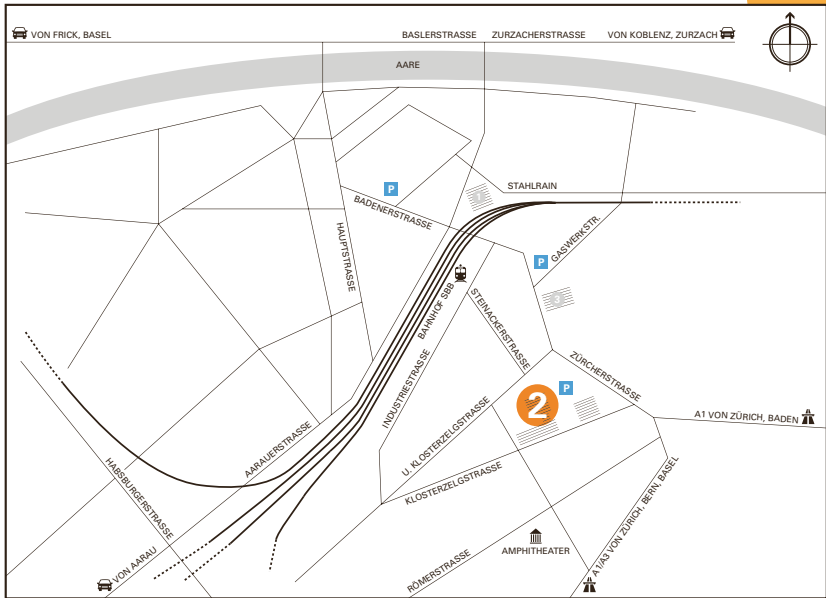 VON FRICK, BASEL
BASLERSTRASSE
ZURZACHERSTRASSE
VON KOBLENZ, ZURZACH
AARE
STAHLRAIN
P
BADENERSTRASSE
HAUPTSTRASSE
GASWERKSTR.
P
BAHNHOF SBB
STEINACKERSTRASSE
3
INDUSTRIESTRASSE
ZÜRCHERSTRASSE
P
2
A1 VON ZÜRICH, BADEN
U. KLOSTERZELGSTRASSE
AARAUERSTRASSE
KLOSTERZELGSTRASSE
HABSBURGERSTRASSE
A1/A3 VON ZÜRICH, BERN, BASEL
AMPHITHEATER
RÖMERSTRASSE
VON AARAU